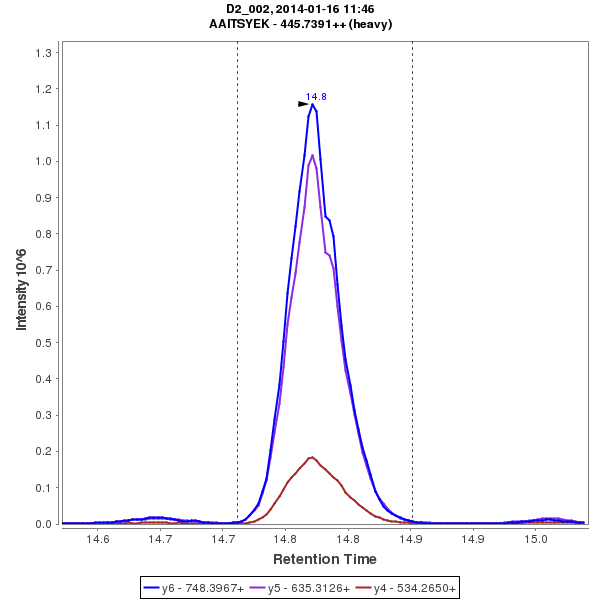 D2_002, 2014-01-16 11:46
AAITSYEK - 445.7391++ (heavy)
1.3
1.2
14.8
1.1
1.0
0.9
0.8
0.7
0.6
0.5
0.4
0.3
0.2
0.1
0.0
Intensity 10^6
14.6 14.7 14.7 14.8 14.8 14.9 14.9 15.0
Retention Time
y6 - 748.3967+ y5 - 635.3126+ y4 - 534.2650+